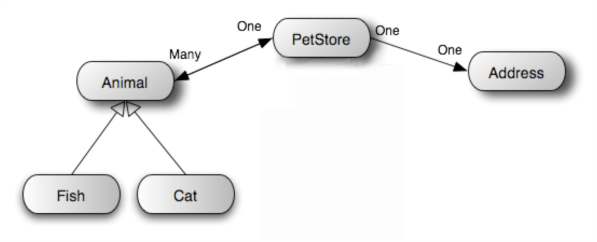 One
PetStore
One
Many
One
Animal
Address
Fish
Cat